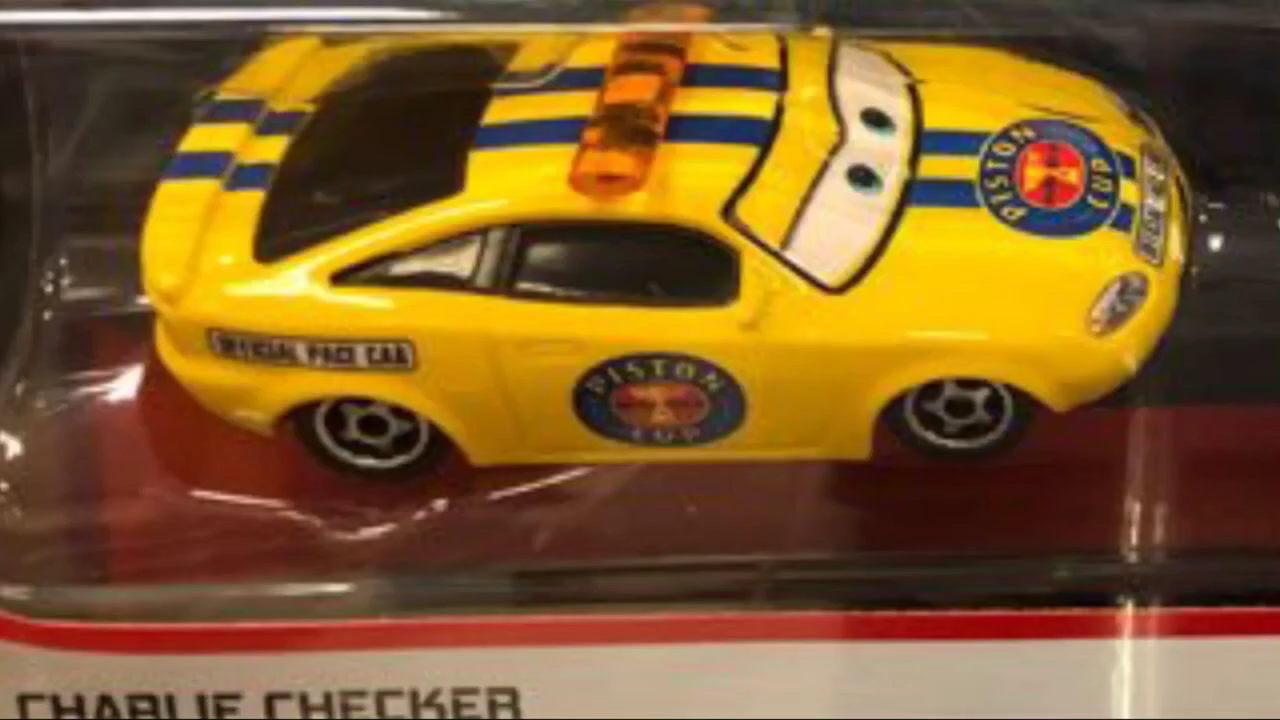 PISTON CUP
OFFICIAL PACE CAR
PISTON
CUP
CHARLIE CHECKER